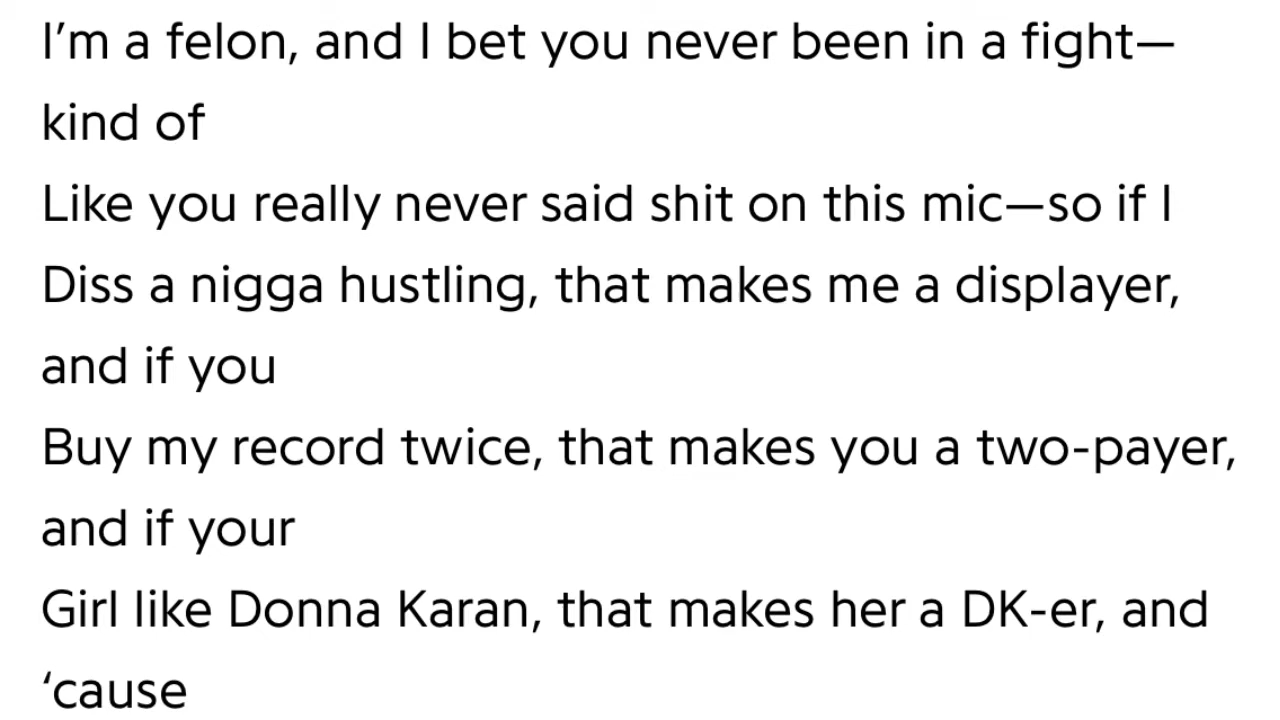 I’m a felon, and I bet you never been in a fight—
kind of
Like you really never said shit on this mic—so if I
Diss a nigga hustling, that makes me a displayer,
and if you
Buy my record twice, that makes you a two-payer,
and if your
Girl like Donna Karan, that makes her a DK-er, and
‘cause